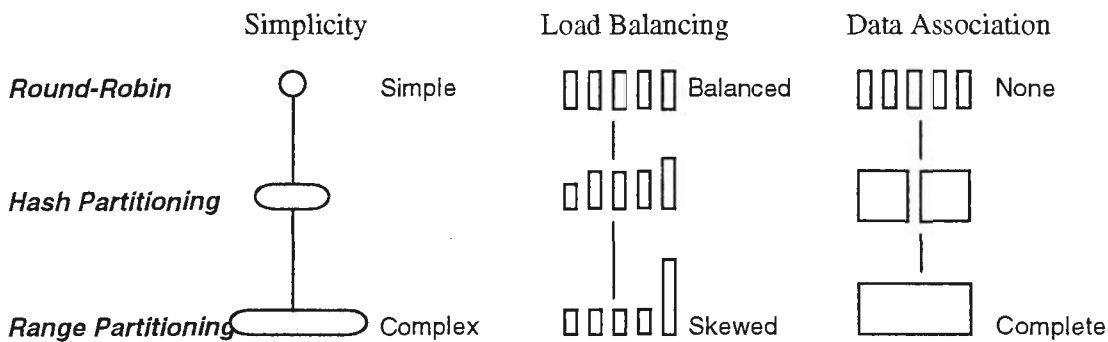 Simplicity Load Balancing Data Association
Round-Robin Simple Balanced None
Hash Partitioning
Range Partitioning Complex Skewed Complete